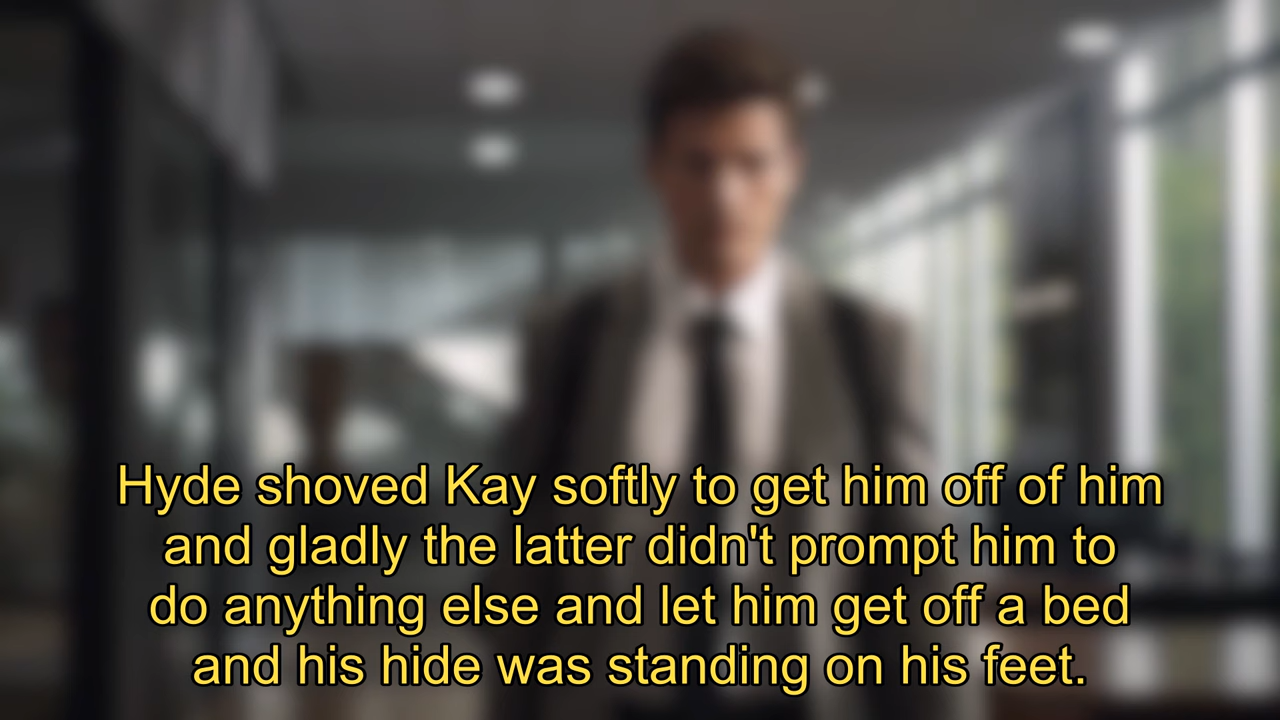 Hyde shoved Kay softly to get him off of him
and gladly the latter didn't prompt him to
do anything else and let him get off a bed
and his hide was standing on his feet.